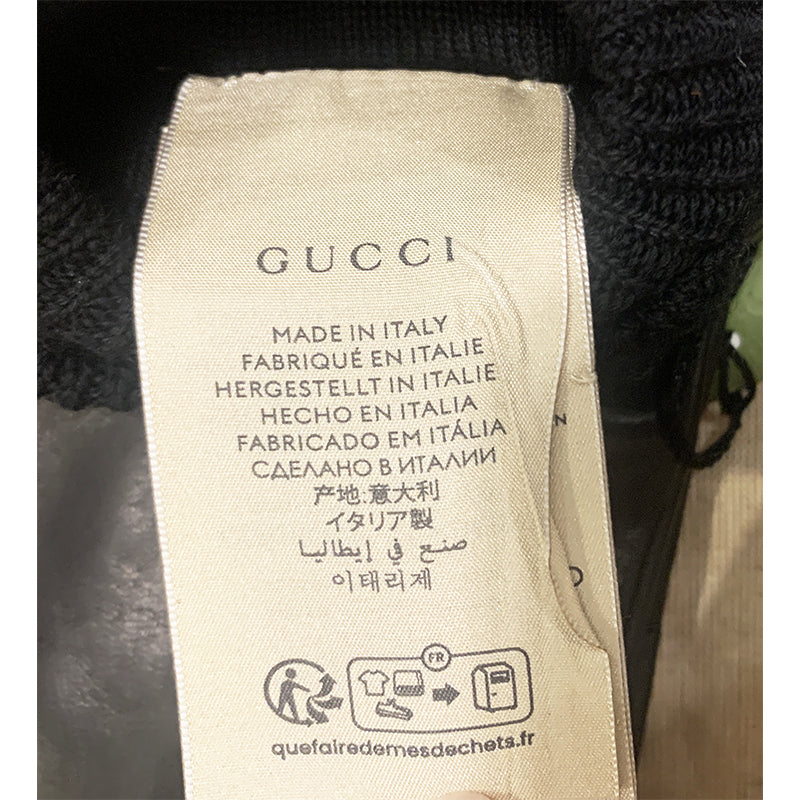 GUCCI
MADE IN ITALY
FABRIQUÉ EN ITALIE
HERGESTELLT IN ITALIE
HECHO EN ITALIA
FABRICADO EM ITÁLIA
СДЕЛАНО В ИТАЛИИ
产地:意大利
イタリア製
صنع في إيطاليا
이태리제
FR
quefairedemesdechets.fr